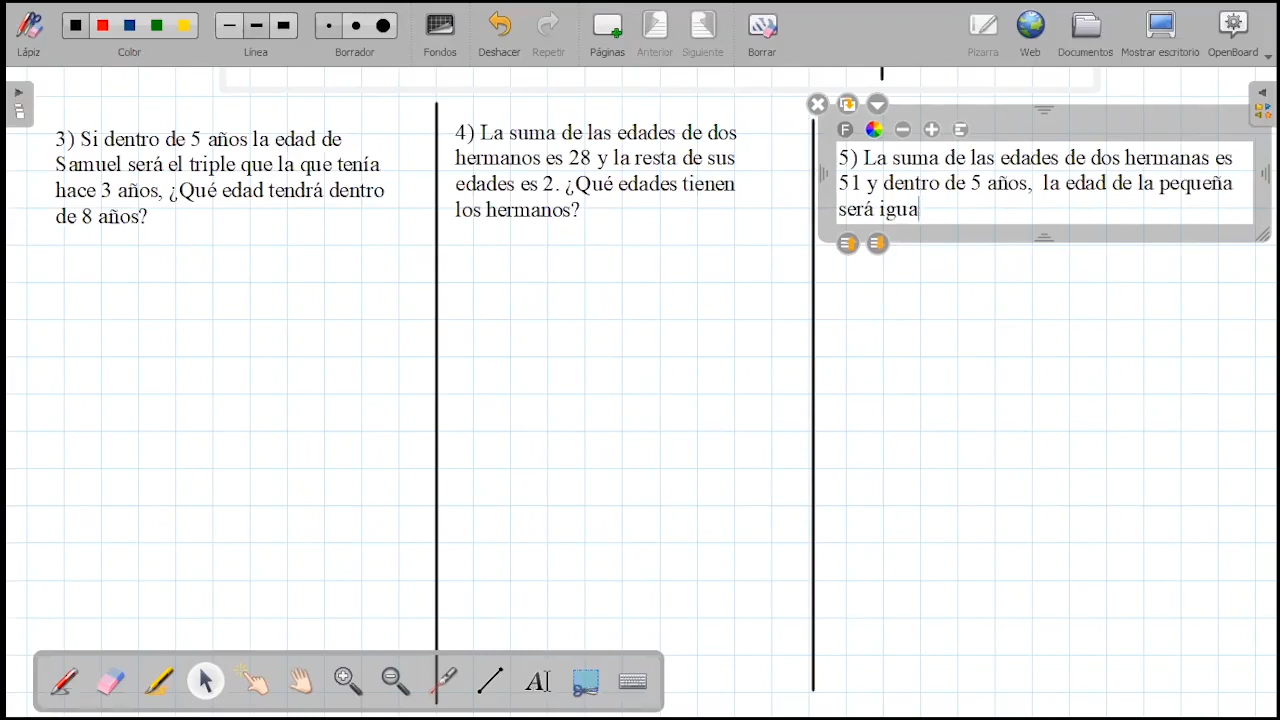 Lápiz
Color
Línea
Borrador
Fondos
Deshacer
Repetir
Páginas
Anterior
Siguiente
Borrar
Pizarra
Web
Documentos
Mostrar escritorio
OpenBoard
3) Si dentro de 5 años la edad de
Samuel será el triple que la que tenía
hace 3 años, ¿Qué edad tendrá dentro
de 8 años?
4) La suma de las edades de dos
hermanos es 28 y la resta de sus
edades es 2. ¿Qué edades tienen
los hermanos?
F
5) La suma de las edades de dos hermanas es
51 y dentro de 5 años, la edad de la pequeña
será igua
A